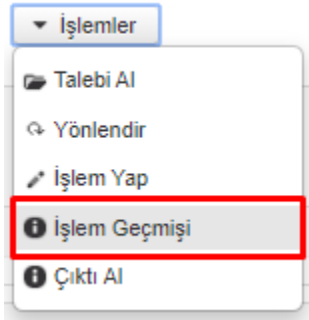 İşlemler
Talebi Al
Yönlendir
İşlem Yap
İşlem Geçmişi
Çıktı Al